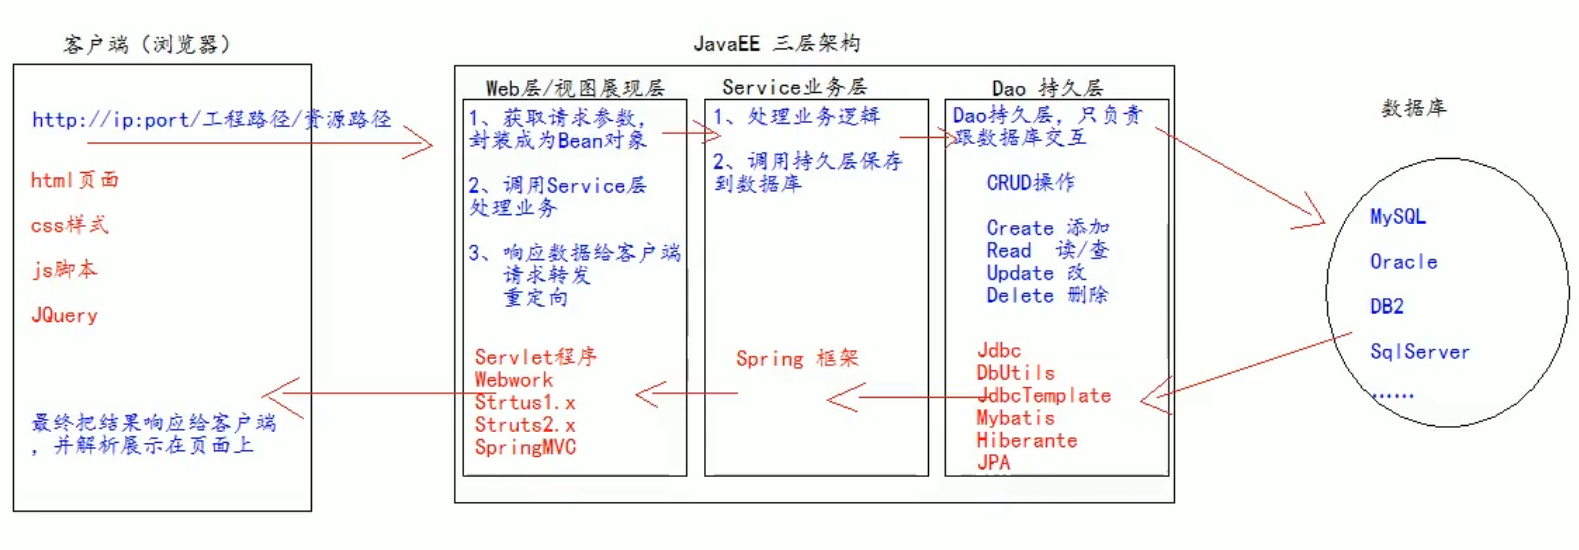 客户端（浏览器）
http://ip:port/工程路径/资源路径
html页面
css样式
js脚本
JQuery
最终把结果响应给客户端
，并解析展示在页面上
JavaEE 三层架构
Web层/视图展现层
1、获取请求参数，
封装成为Bean对象
2、调用Service层
处理业务
3、响应数据给客户端
请求转发
重定向
Servlet程序
Webwork
Strtus1.x
Struts2.x
SpringMVC
Service业务层
1、处理业务逻辑
2、调用持久层保存
到数据库
Spring 框架
Dao 持久层
Dao持久层，只负责
跟数据库交互
CRUD操作
Create 添加
Read 读/查
Update 改
Delete 删除
Jdbc
DbUtils
JdbcTemplate
Mybatis
Hiberante
JPA
数据库
MySQL
Oracle
DB2
SqlServer
......